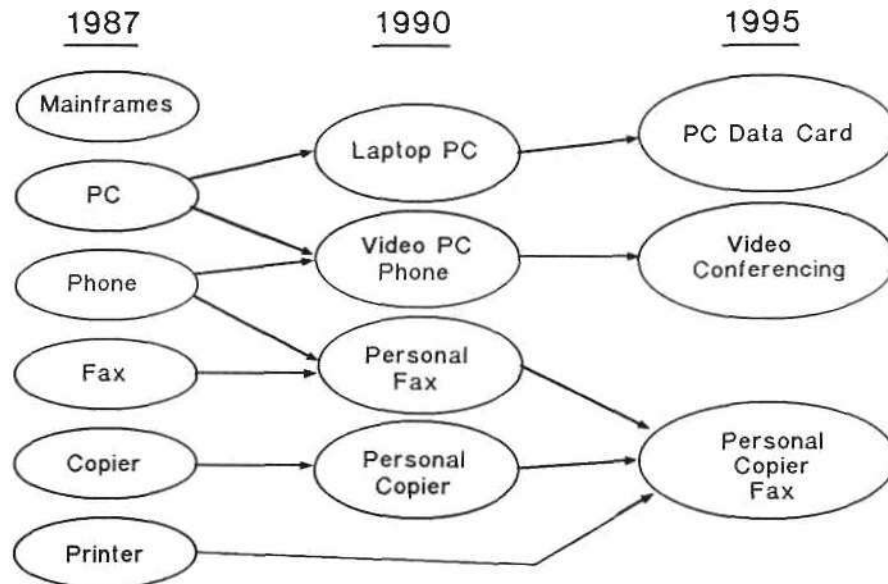 1987
1990
1995
Mainframes
PC
Phone
Fax
Copier
Printer
Laptop PC
Video PC
Phone
Personal
Fax
Personal
Copier
PC Data Card
Video
Conferencing
Personal
Copier
Fax